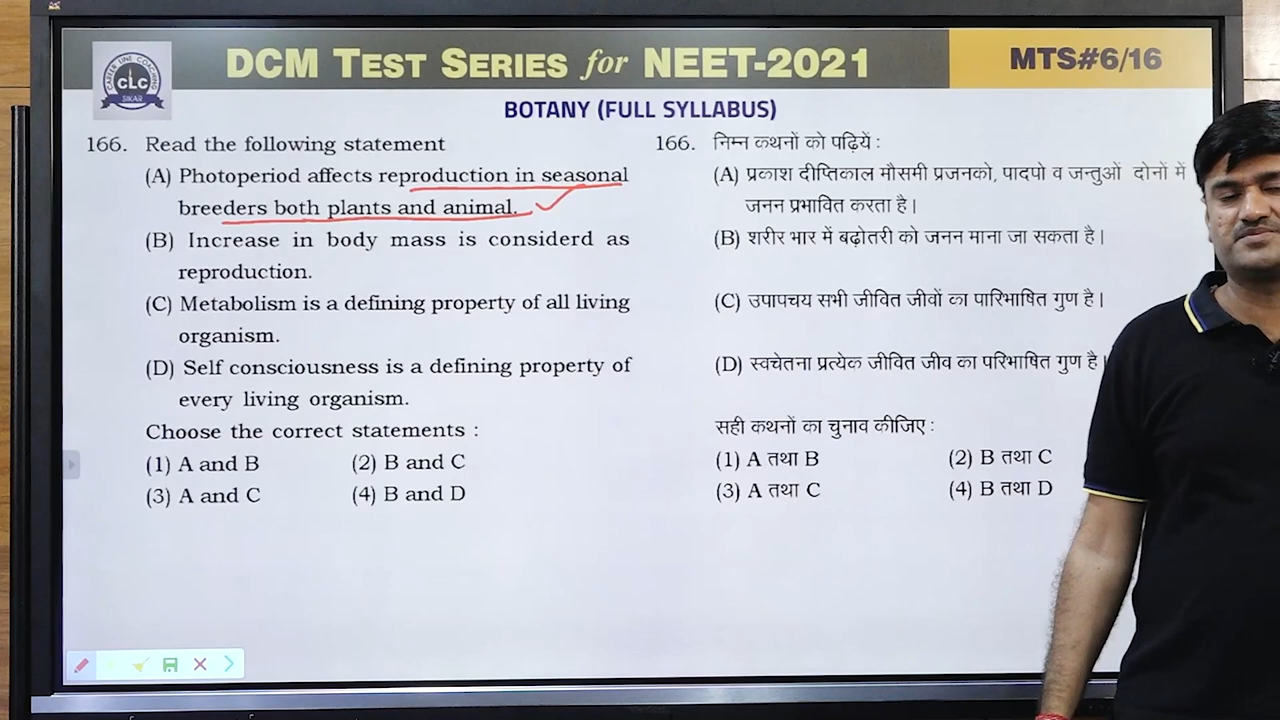 CAREER LINE COACHING
CLC
SIKAR
DCM TEST SERIES for NEET-2021
MTS#6/16
BOTANY (FULL SYLLABUS)
166. Read the following statement
(A) Photoperiod affects reproduction in seasonal
breeders both plants and animal.
(B) Increase in body mass is considerd as
reproduction.
(C) Metabolism is a defining property of all living
organism.
(D) Self consciousness is a defining property of
every living organism.
Choose the correct statements :
(1) A and B (2) B and C
(3) A and C (4) B and D
166. निम्न कथनों को पढ़ियें :
(A) प्रकाश दीप्तिकाल मौसमी प्रजनको, पादपो व जन्तुओं दोनों में
जनन प्रभावित करता है।
(B) शरीर भार में बढ़ोतरी को जनन माना जा सकता है।
(C) उपापचय सभी जीवित जीवों का पारिभाषित गुण है।
(D) स्वचेतना प्रत्येक जीवित जीव का परिभाषित गुण है।
सही कथनों का चुनाव कीजिए :
(1) A तथा B (2) B तथा C
(3) A तथा C (4) B तथा D